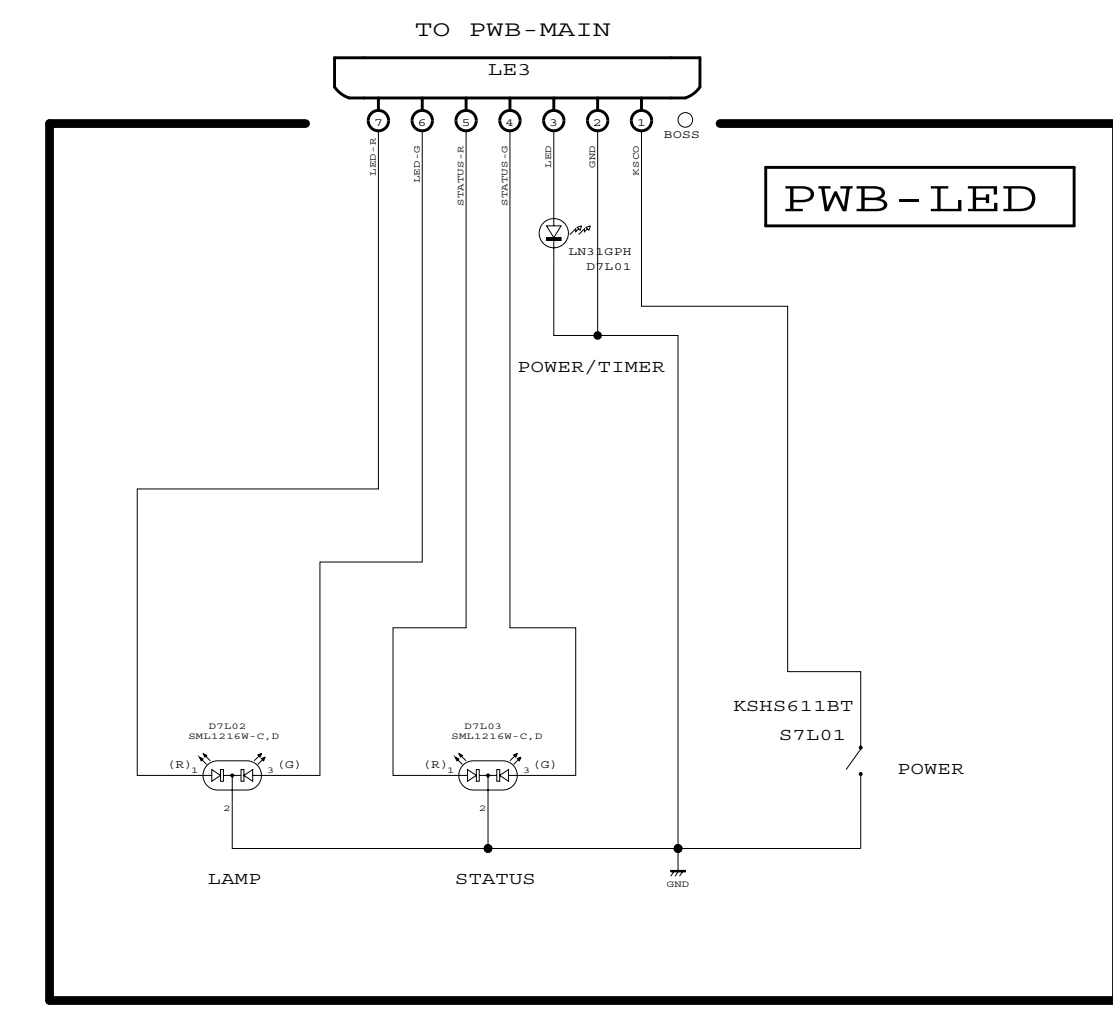 TO PWB-MAIN
LE3
7 6 5 4 3 2 1
BOSS
LED-R
LED-G
STATUS-R
STATUS-G
LED
GND
KSCO
PWB-LED
LN31GPH
D7L01
POWER/TIMER
D7L02
SML1216W-C,D
(R) 1
3 (G)
2
LAMP
D7L03
SML1216W-C,D
(R) 1
3 (G)
2
STATUS
KSHS611BT
S7L01
POWER
GND